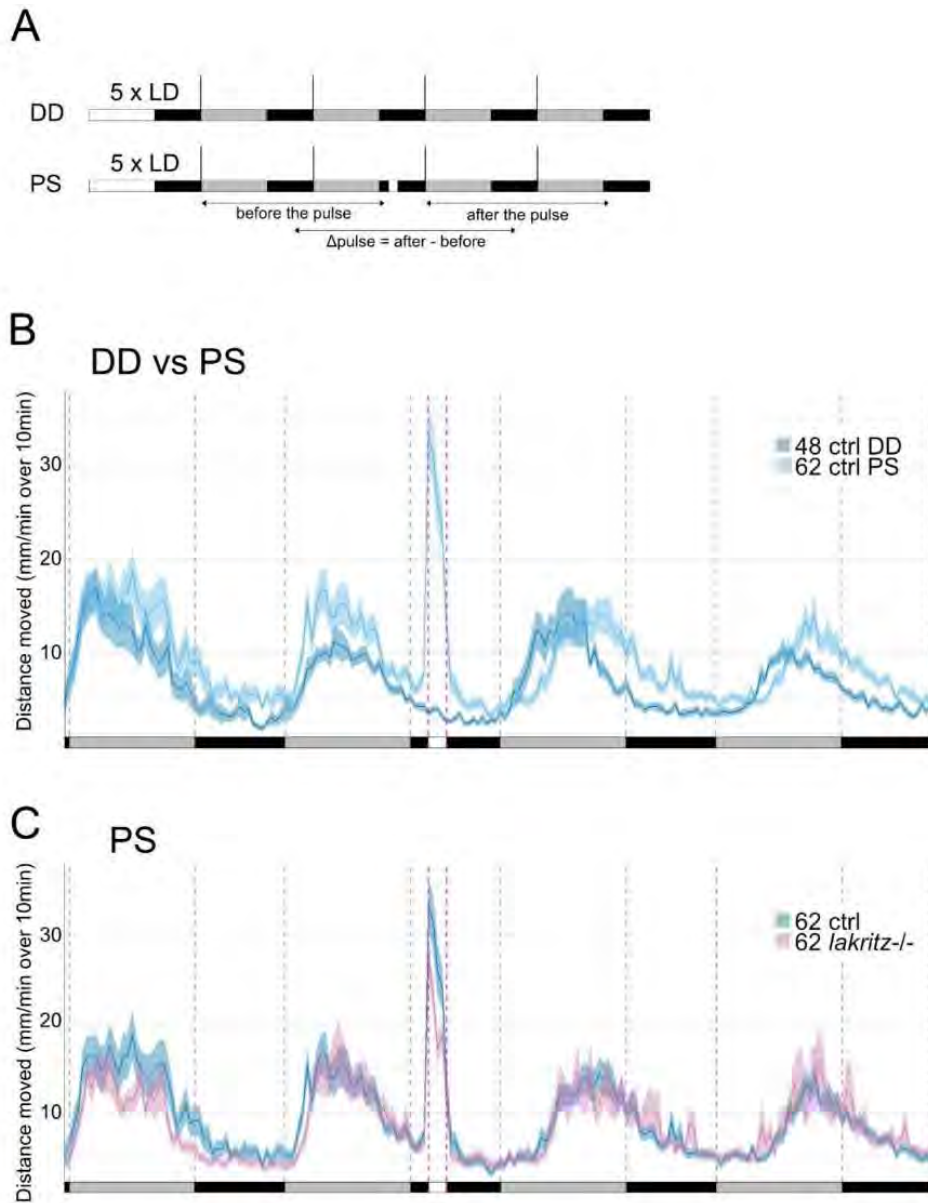 A
5 x LD
DD
5 x LD
PS
before the pulse
after the pulse
Δpulse = after - before
B
DD vs PS
Distance moved (mm/min over 10min)
30
20
10
48 ctrl DD
62 ctrl PS
C
PS
Distance moved (mm/min over 10min)
30
20
10
62 ctrl
62 lakritz-/-